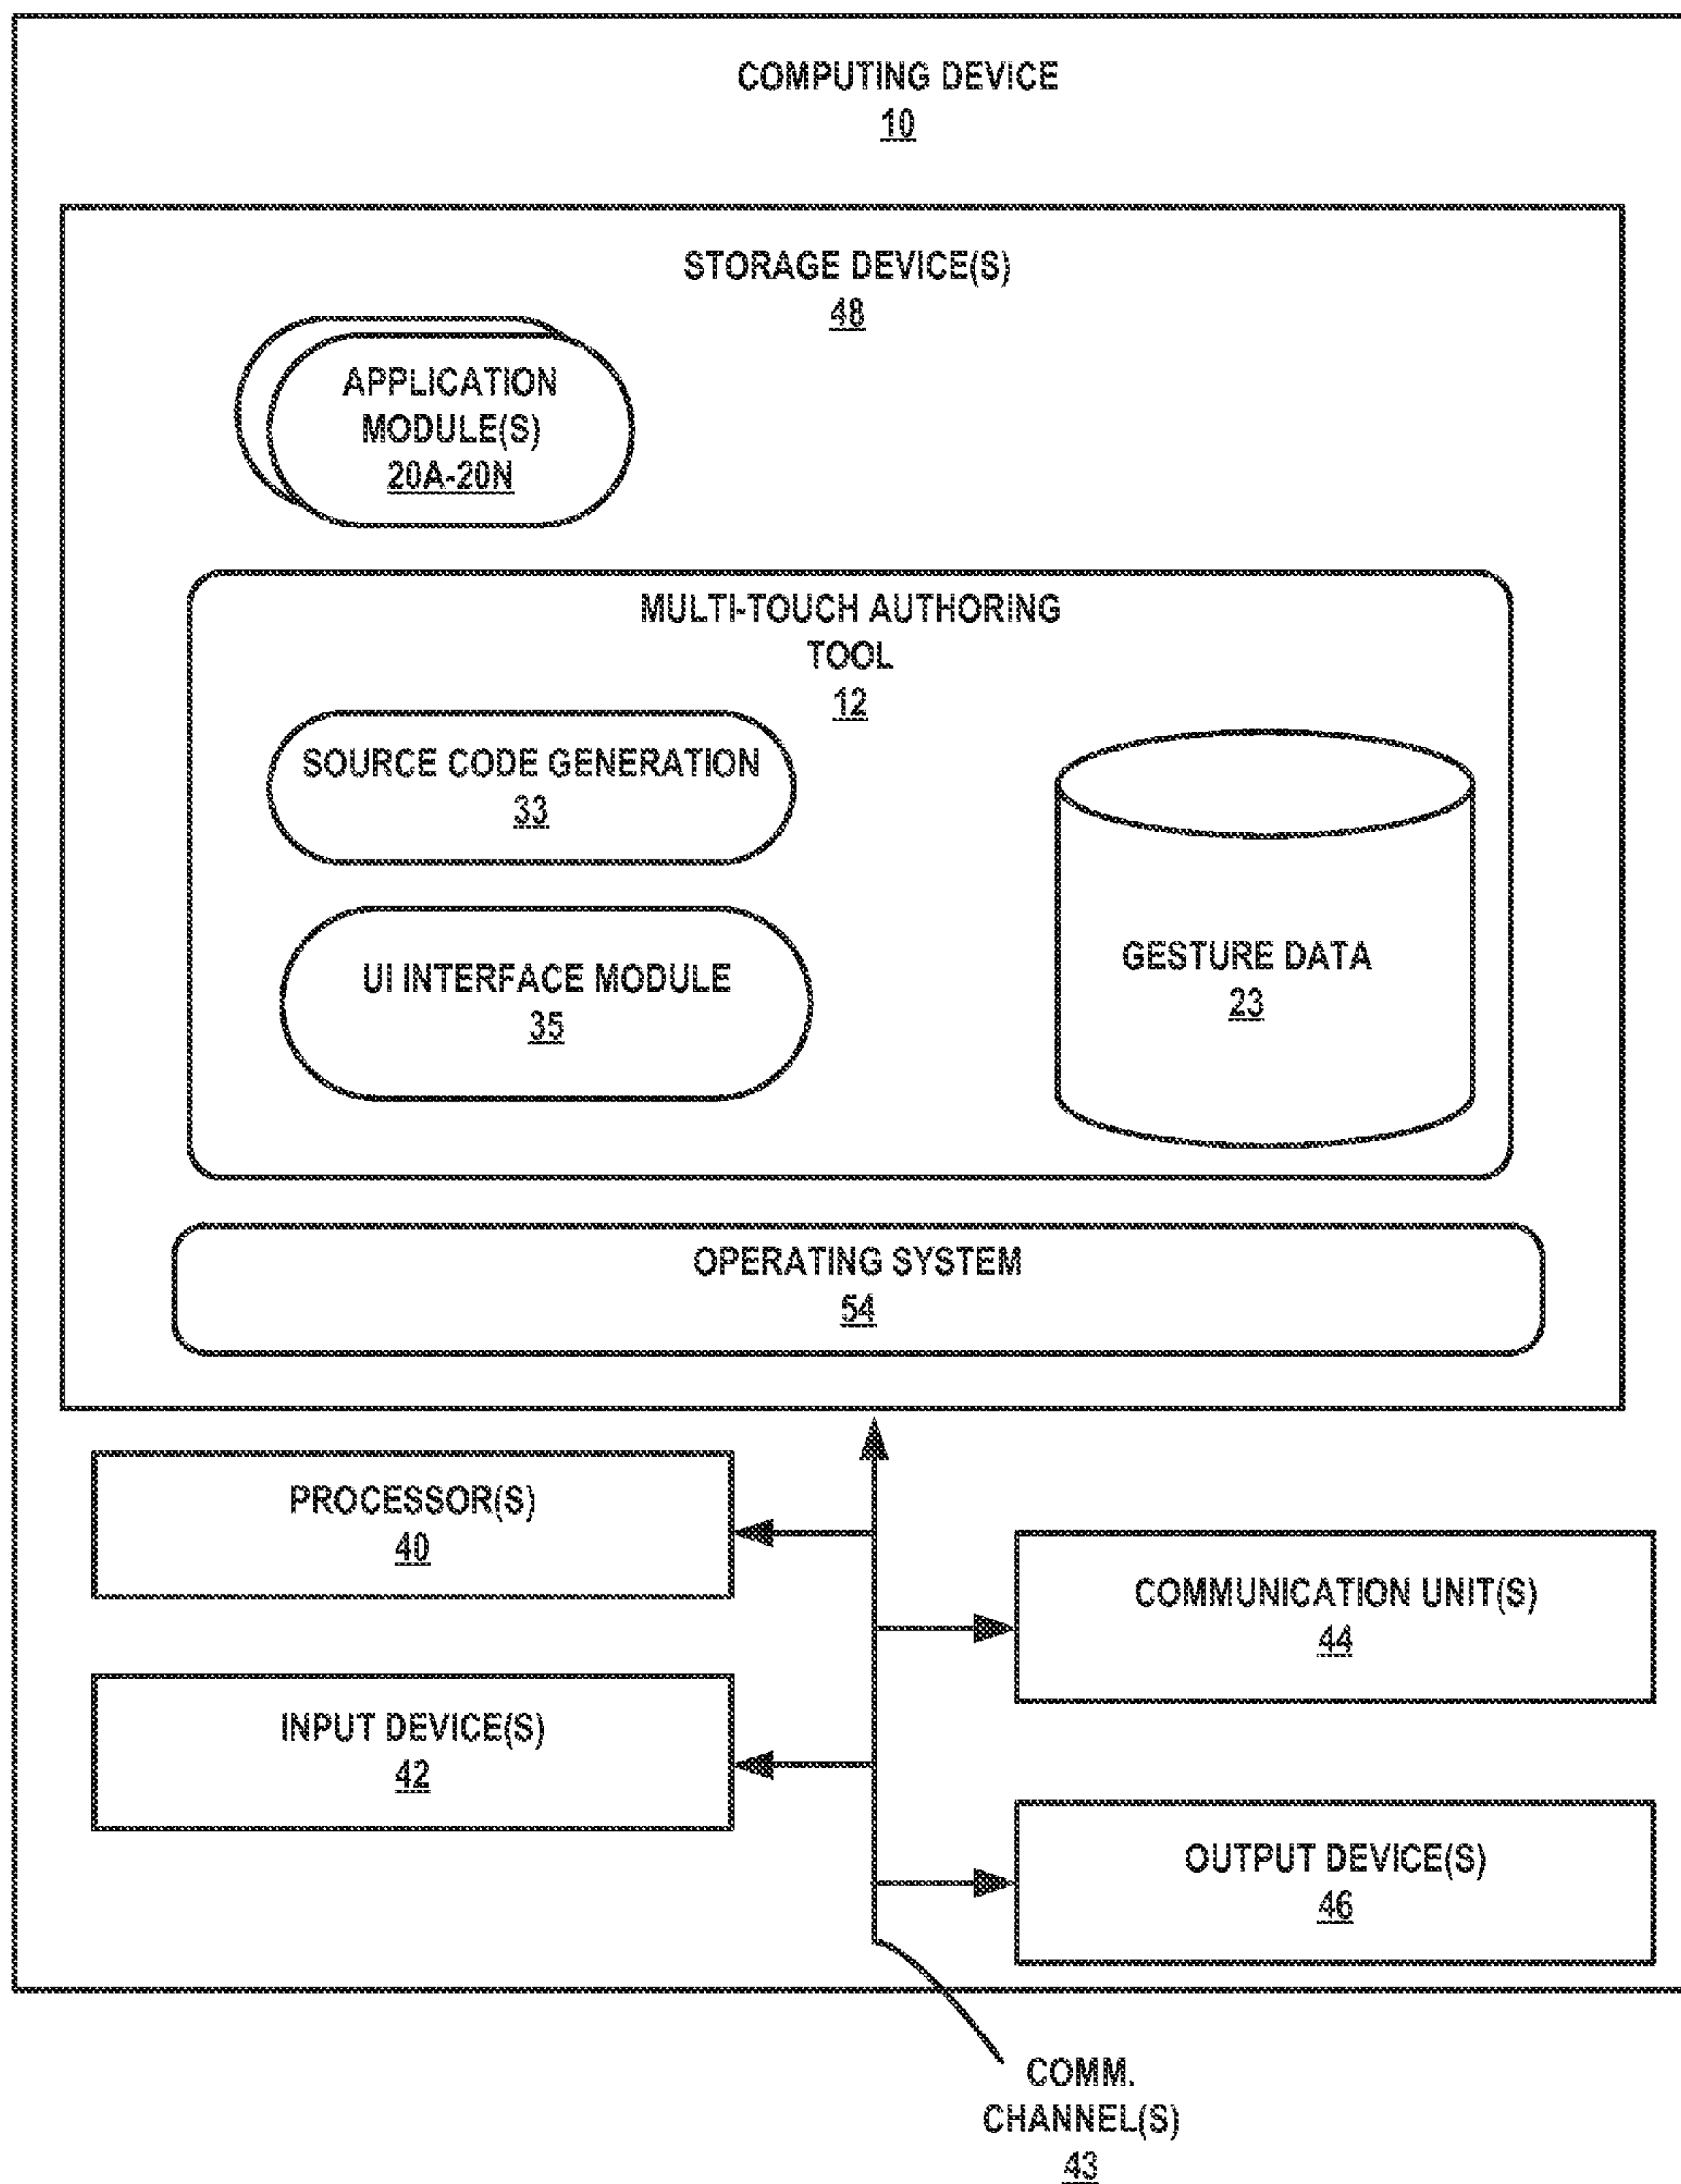 COMPUTING DEVICE
10
STORAGE DEVICE(S)
48
APPLICATION
MODULE(S)
20A-20N
MULTI-TOUCH AUTHORING
TOOL
12
SOURCE CODE GENERATION
33
UI INTERFACE MODULE
35
GESTURE DATA
23
OPERATING SYSTEM
54
PROCESSOR(S)
40
COMMUNICATION UNIT(S)
44
INPUT DEVICE(S)
42
OUTPUT DEVICE(S)
46
COMM.
CHANNEL(S)
43